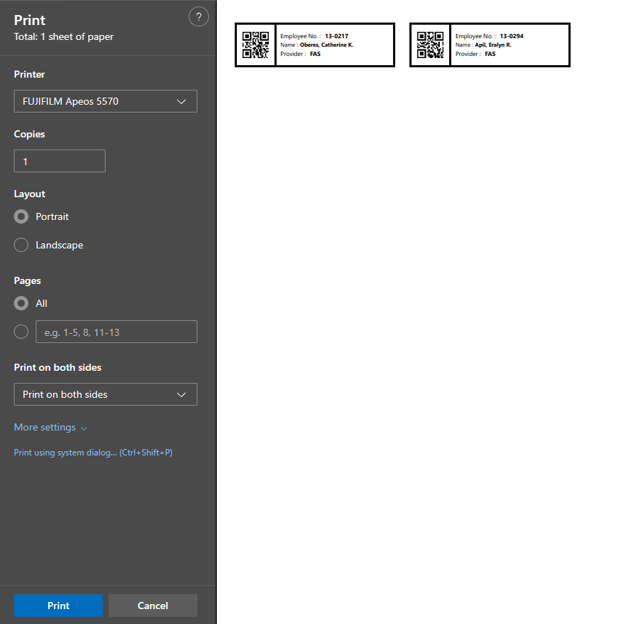 Print
Total: 1 sheet of paper
?
Printer
FUJIFILM Apeos 5570
Copies
1
Layout
Portrait
Landscape
Pages
All
e.g. 1-5, 8, 11-13
Print on both sides
Print on both sides
More settings
Print using system dialog... (Ctrl+Shift+P)
Print
Cancel
Employee No. : 13-0217
Name : Oberes, Catherine K.
Provider : FAS
Employee No. : 13-0294
Name : Apil, Eralyn R.
Provider : FAS